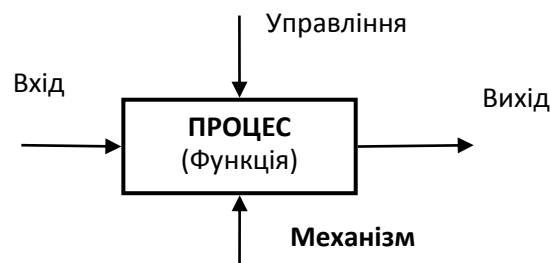 Управління
Вхід
Вихід
ПРОЦЕС
(Функція)
Механізм